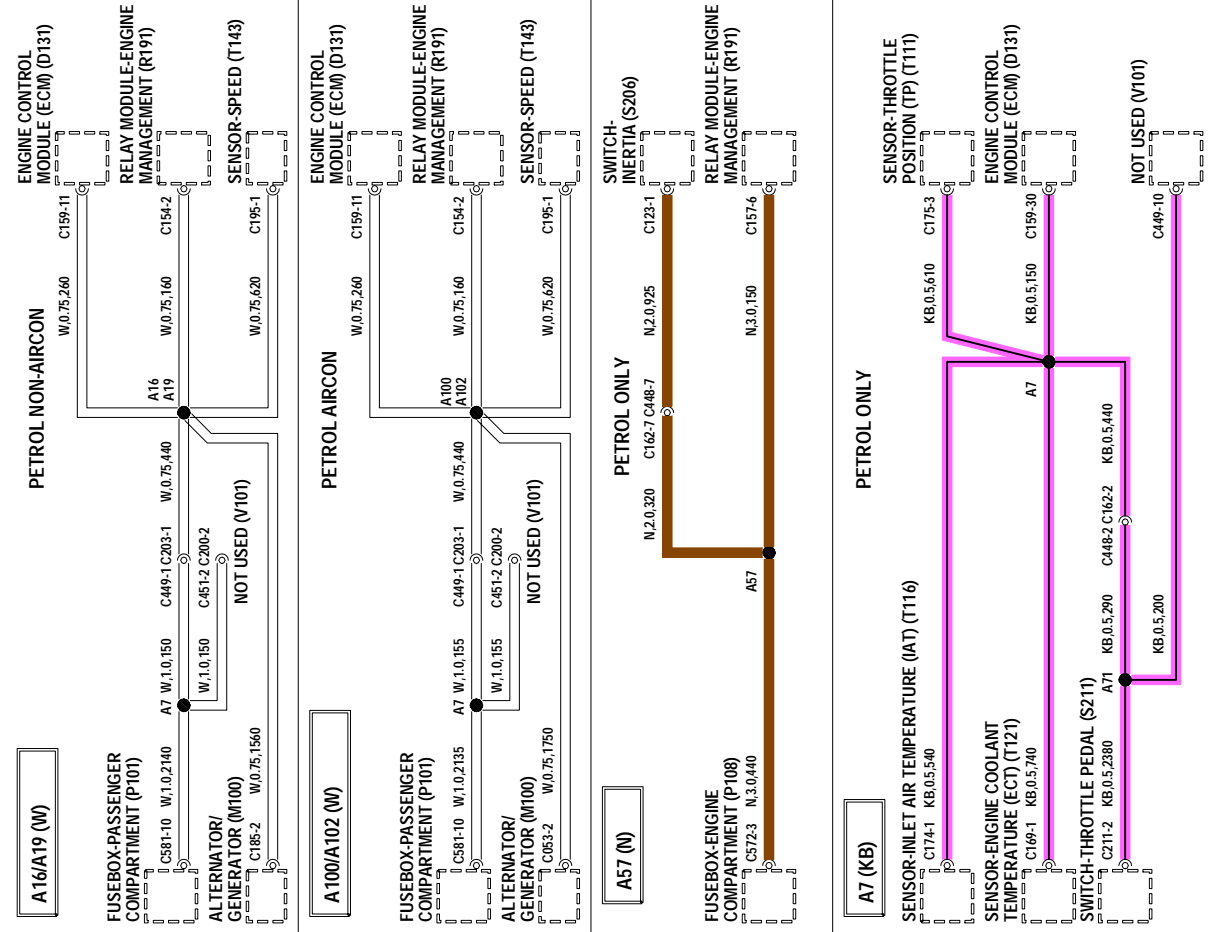 A16/A19 (W)
PETROL NON-AIRCON
FUSEBOX-PASSENGER
COMPARTMENT (P101)
C581-10
W,1.0,2140
A7
W,1.0,150
C449-1
C203-1
W,0.75,440
A16
A19
W,0.75,260
C159-11
ENGINE CONTROL
MODULE (ECM) (D131)
W,0.75,160
C154-2
RELAY MODULE-ENGINE
MANAGEMENT (R191)
W,1.0,150
C451-2
C200-2
NOT USED (V101)
W,0.75,620
C195-1
SENSOR-SPEED (T143)
ALTERNATOR/
GENERATOR (M100)
C185-2
W,0.75,1560
A100/A102 (W)
PETROL AIRCON
FUSEBOX-PASSENGER
COMPARTMENT (P101)
C581-10
W,1.0,2135
A7
W,1.0,155
C449-1
C203-1
W,0.75,440
A100
A102
W,0.75,260
C159-11
ENGINE CONTROL
MODULE (ECM) (D131)
W,0.75,160
C154-2
RELAY MODULE-ENGINE
MANAGEMENT (R191)
W,1.0,155
C451-2
C200-2
NOT USED (V101)
W,0.75,620
C195-1
SENSOR-SPEED (T143)
ALTERNATOR/
GENERATOR (M100)
C053-2
W,0.75,1750
A57 (N)
PETROL ONLY
N,2.0,320
C162-7
C448-7
N,2.0,925
C123-1
SWITCH-
INERTIA (S206)
FUSEBOX-ENGINE
COMPARTMENT (P108)
C572-3
N,3.0,440
A57
N,3.0,150
C157-6
RELAY MODULE-ENGINE
MANAGEMENT (R191)
A7 (KB)
PETROL ONLY
SENSOR-INLET AIR TEMPERATURE (IAT) (T116)
C174-1
KB,0.5,540
KB,0.5,610
C175-3
SENSOR-THROTTLE
POSITION (TP) (T111)
SENSOR-ENGINE COOLANT
TEMPERATURE (ECT) (T121)
C169-1
KB,0.5,740
A7
KB,0.5,150
C159-30
ENGINE CONTROL
MODULE (ECM) (D131)
SWITCH-THROTTLE PEDAL (S211)
C211-2
KB,0.5,2380
A71
KB,0.5,290
C448-2
C162-2
KB,0.5,440
KB,0.5,200
C449-10
NOT USED (V101)